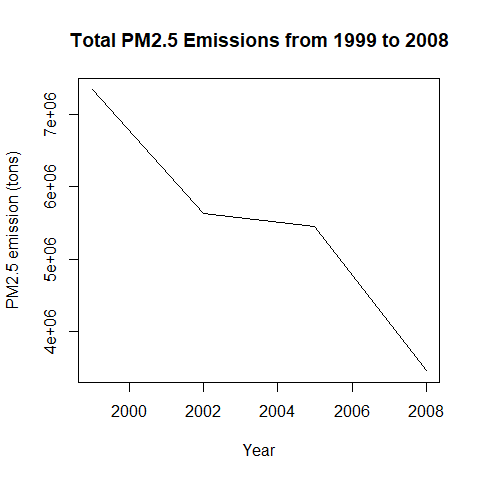 Total PM2.5 Emissions from 1999 to 2008
PM2.5 emission (tons)
7e+06
6e+06
5e+06
4e+06
2000 2002 2004 2006 2008
Year